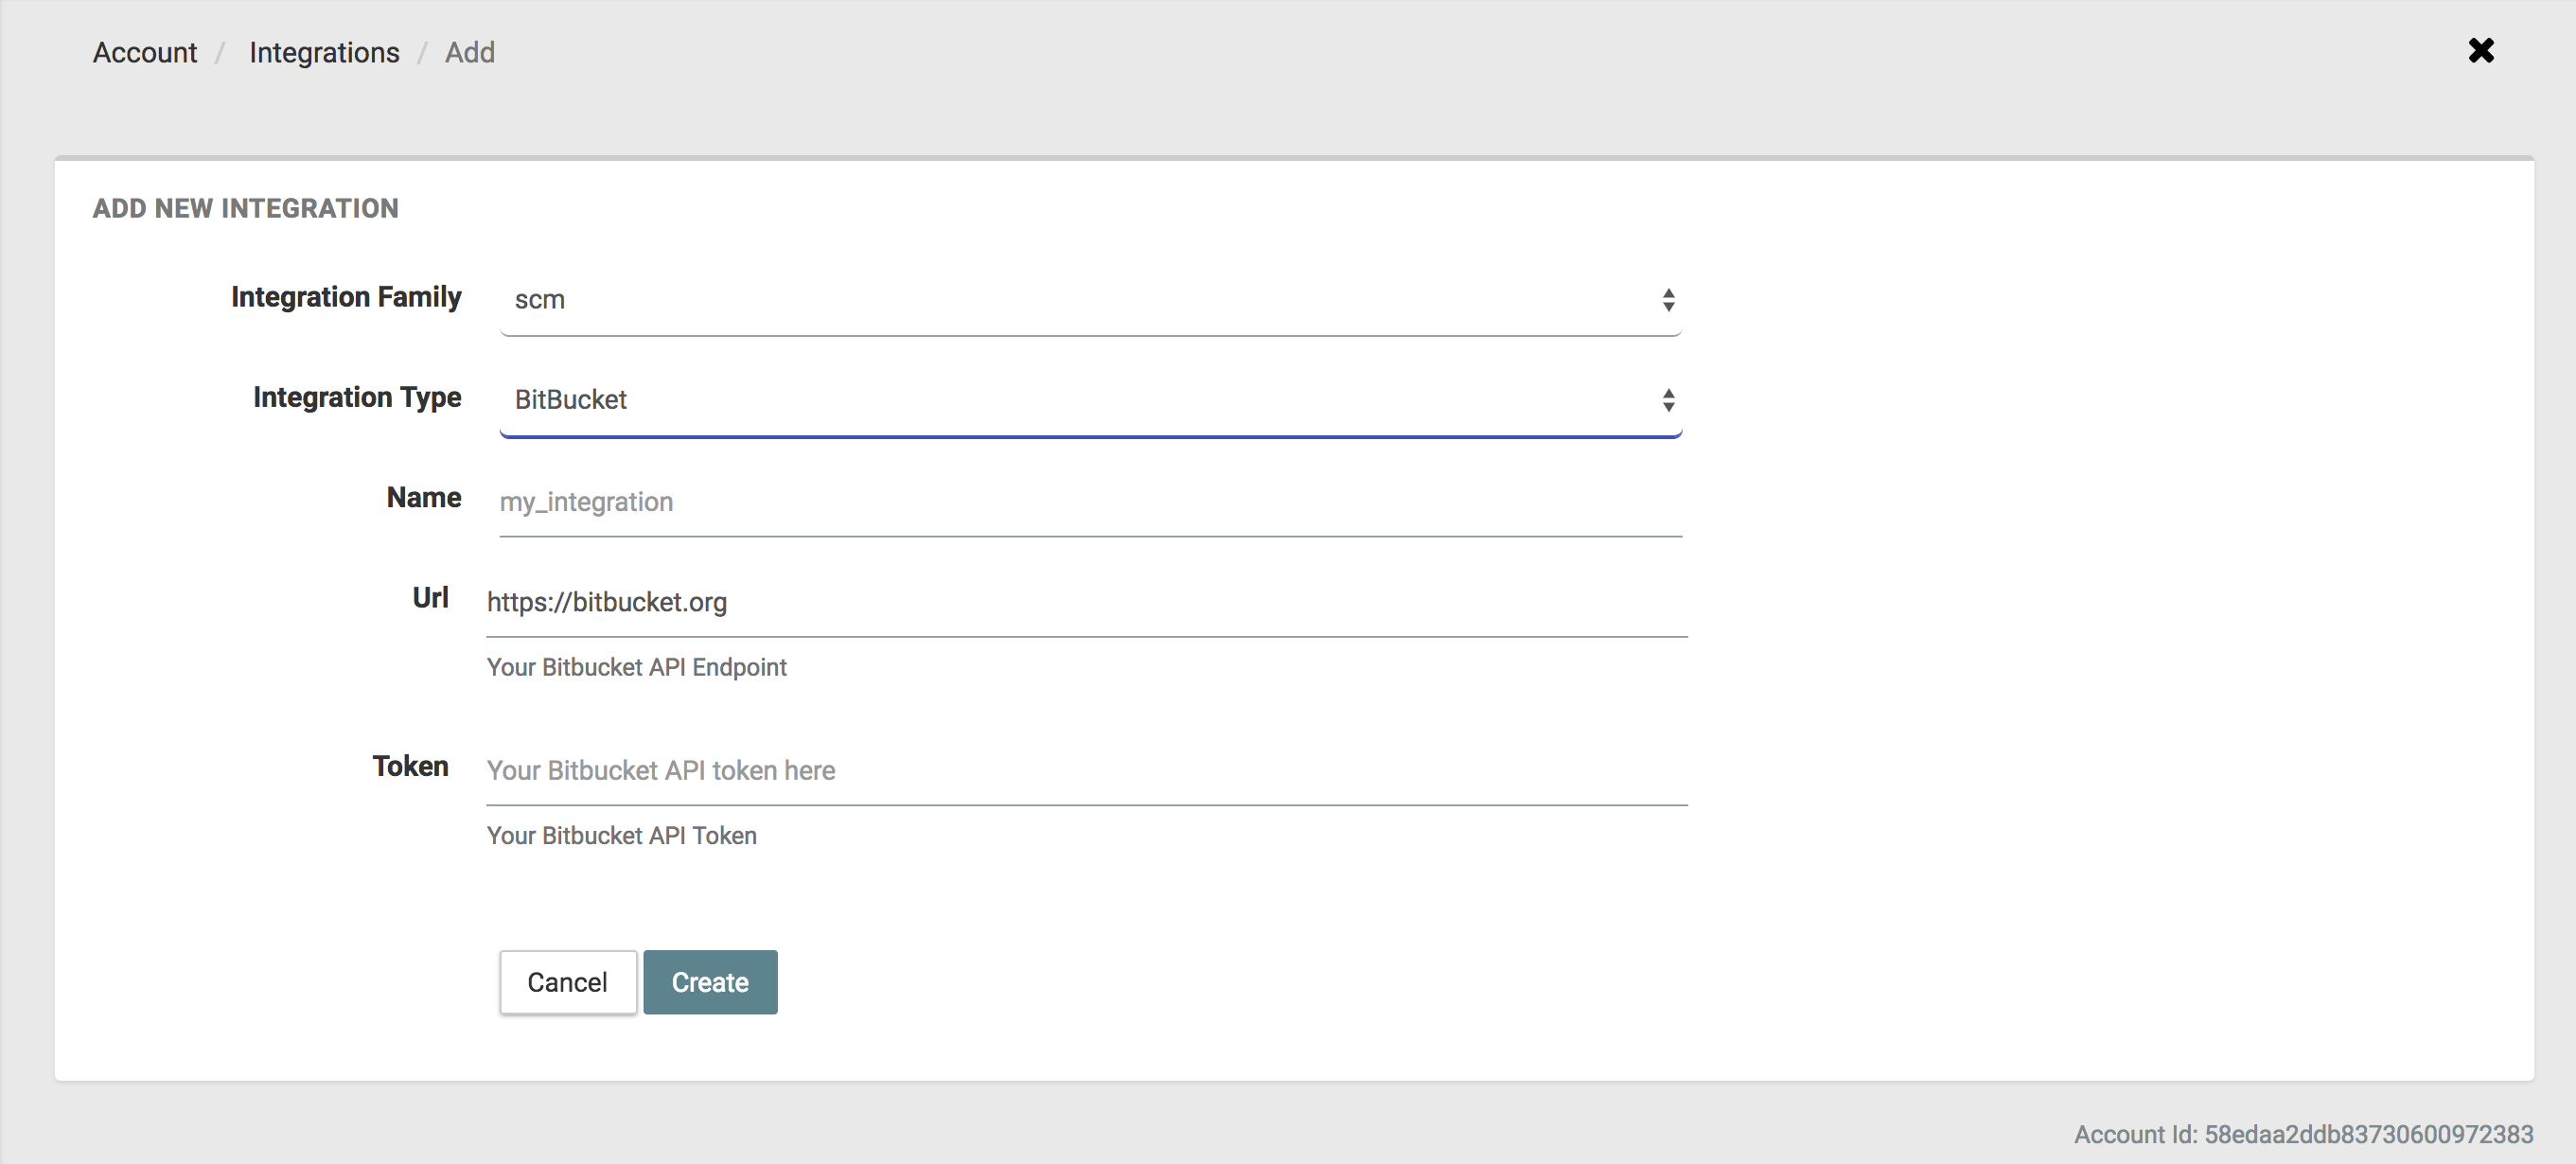 Account / Integrations / Add
ADD NEW INTEGRATION
Integration Family scm
Integration Type BitBucket
Name my_integration
Url https://bitbucket.org
Your Bitbucket API Endpoint
Token Your Bitbucket API token here
Your Bitbucket API Token
Cancel Create
Account Id: 58edaa2ddb83730600972383